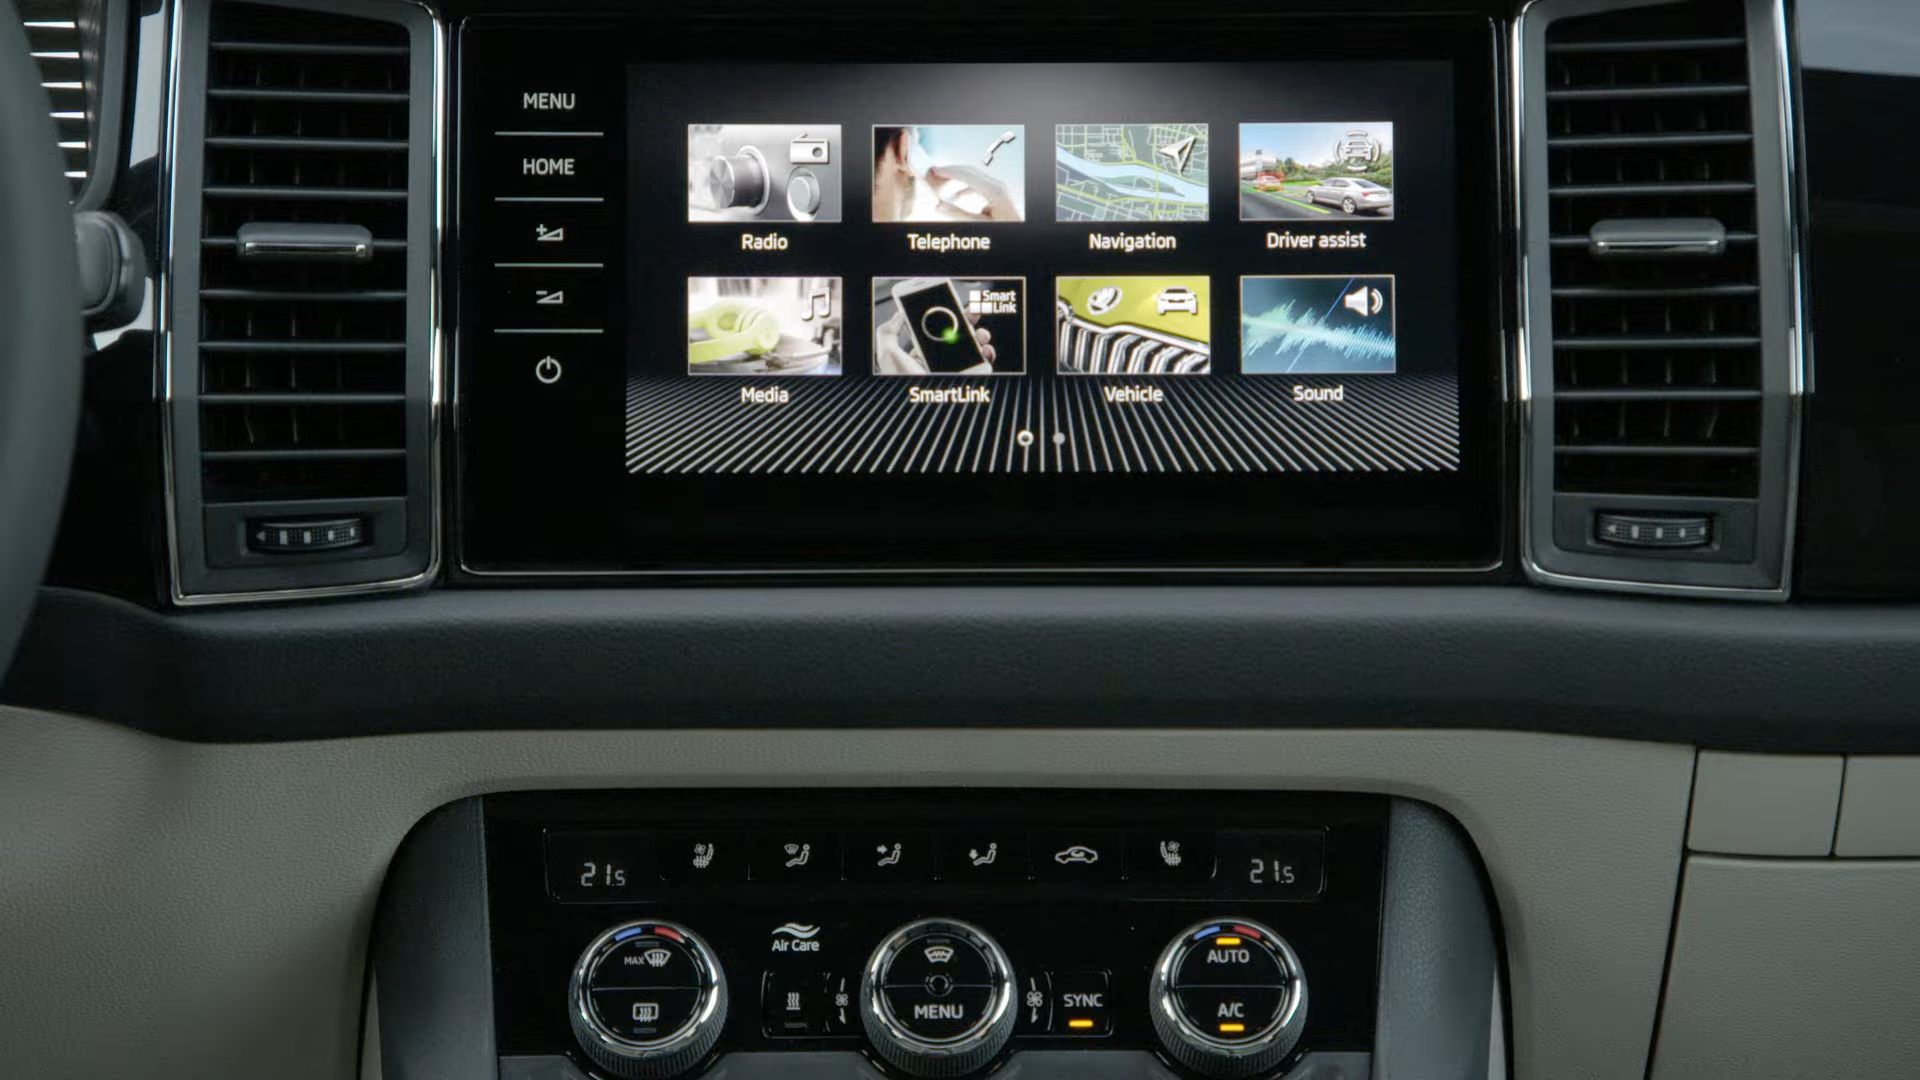 MENU
HOME
Radio
Telephone
Navigation
Driver assist
Smart
Link
Media
SmartLink
Vehicle
Sound
21.5
21.5
Air Care
MAX
MENU
SYNC
AUTO
A/C